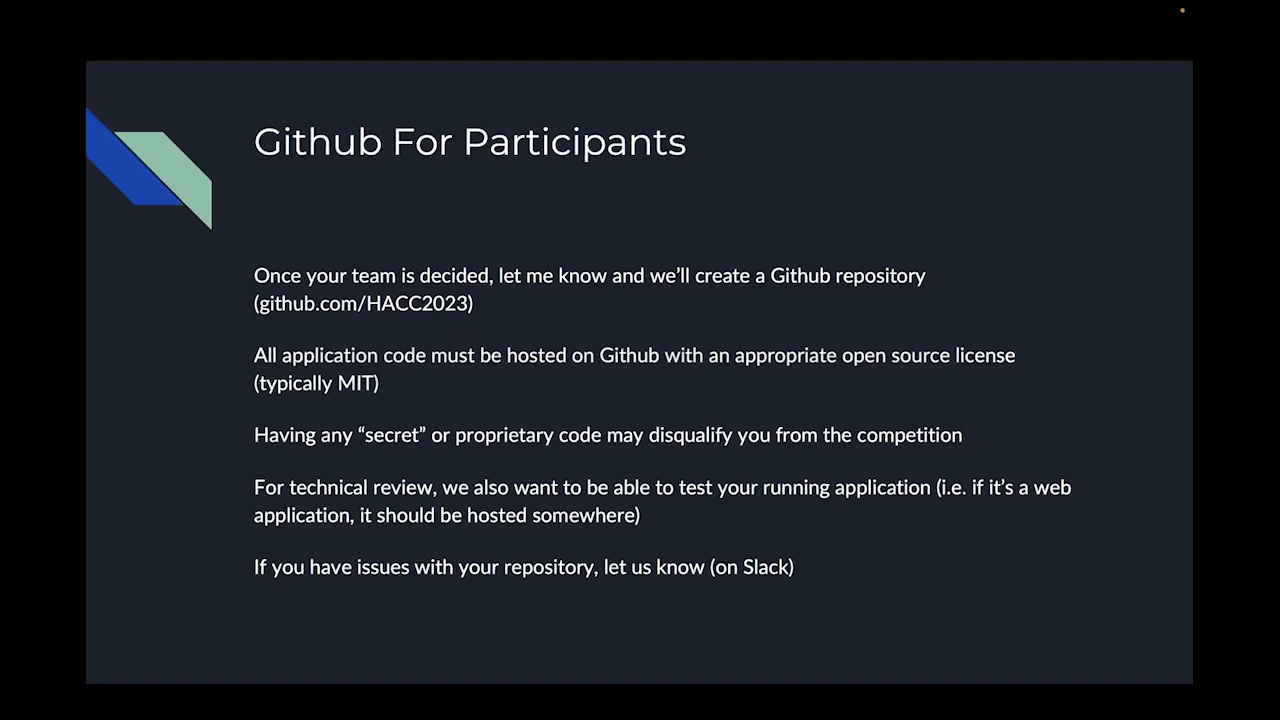 Github For Participants
Once your team is decided, let me know and we’ll create a Github repository
(github.com/HACC2023)
All application code must be hosted on Github with an appropriate open source license
(typically MIT)
Having any “secret” or proprietary code may disqualify you from the competition
For technical review, we also want to be able to test your running application (i.e. if it’s a web
application, it should be hosted somewhere)
If you have issues with your repository, let us know (on Slack)